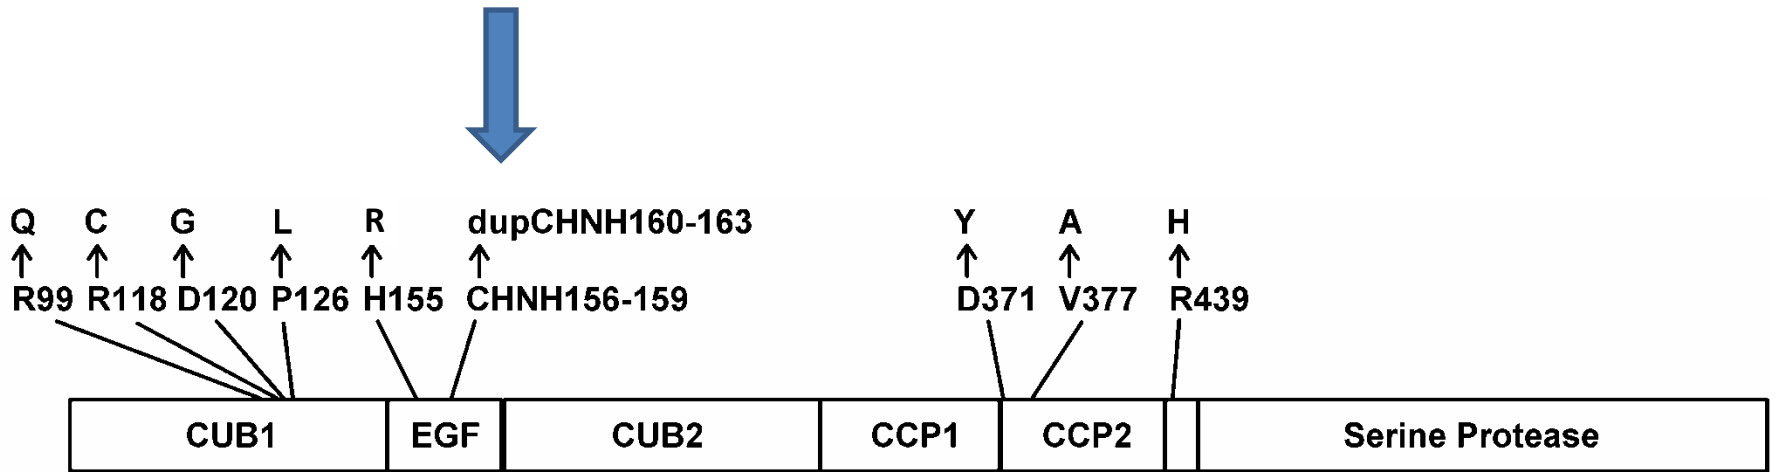 Q C G L R dupCHNH160-163 Y A H
R99 R118 D120 P126 H155 CHNH156-159 D371 V377 R439
CUB1 EGF CUB2 CCP1 CCP2 Serine Protease